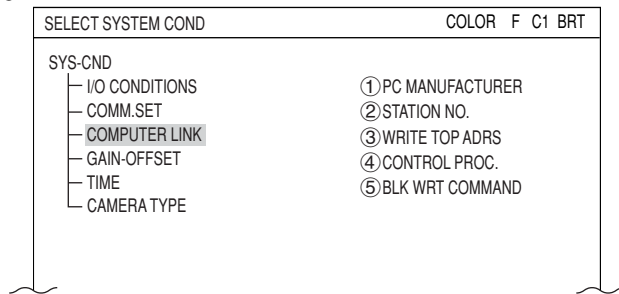 SELECT SYSTEM COND COLOR F C1 BRT
SYS-CND
I/O CONDITIONS ①PC MANUFACTURER
COMM.SET ②STATION NO.
COMPUTER LINK ③WRITE TOP ADRS
GAIN-OFFSET ④CONTROL PROC.
TIME ⑤BLK WRT COMMAND
CAMERA TYPE